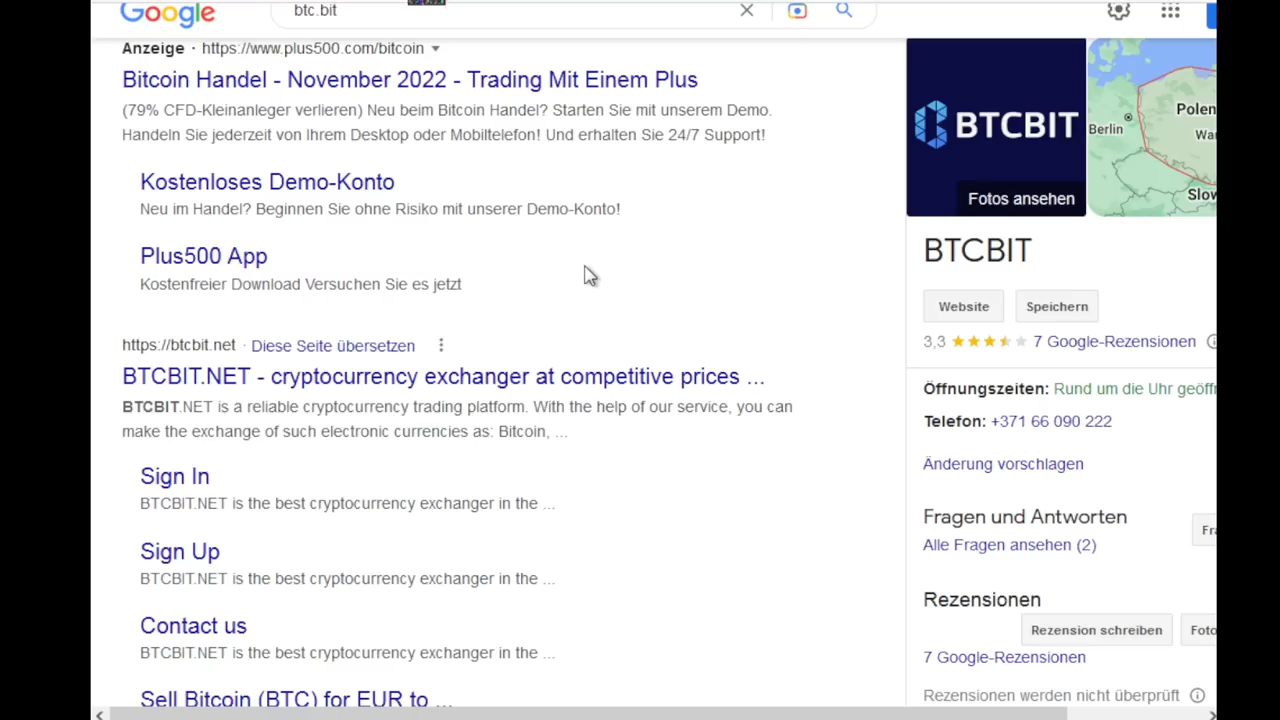 Google
btc.bit
Anzeige · https://www.plus500.com/bitcoin
Bitcoin Handel - November 2022 - Trading Mit Einem Plus
(79% CFD-Kleinanleger verlieren) Neu beim Bitcoin Handel? Starten Sie mit unserem Demo.
Handeln Sie jederzeit von Ihrem Desktop oder Mobiltelefon! Und erhalten Sie 24/7 Support!
Kostenloses Demo-Konto
Neu im Handel? Beginnen Sie ohne Risiko mit unserer Demo-Konto!
Plus500 App
Kostenfreier Download Versuchen Sie es jetzt
https://btcbit.net · Diese Seite übersetzen
BTCBIT.NET - cryptocurrency exchanger at competitive prices ...
BTCBIT.NET is a reliable cryptocurrency trading platform. With the help of our service, you can
make the exchange of such electronic currencies as: Bitcoin, ...
Sign In
BTCBIT.NET is the best cryptocurrency exchanger in the ...
Sign Up
BTCBIT.NET is the best cryptocurrency exchanger in the ...
Contact us
BTCBIT.NET is the best cryptocurrency exchanger in the ...
Sell Bitcoin (BTC) for EUR to ...
BTCBIT
Fotos ansehen
Polen
Berlin
Wa
Slow
BTCBIT
Website
Speichern
3,3 7 Google-Rezensionen
Öffnungszeiten: Rund um die Uhr geöff
Telefon: +371 66 090 222
Änderung vorschlagen
Fragen und Antworten
Fra
Alle Fragen ansehen (2)
Rezensionen
Rezension schreiben
Foto
7 Google-Rezensionen
Rezensionen werden nicht überprüft